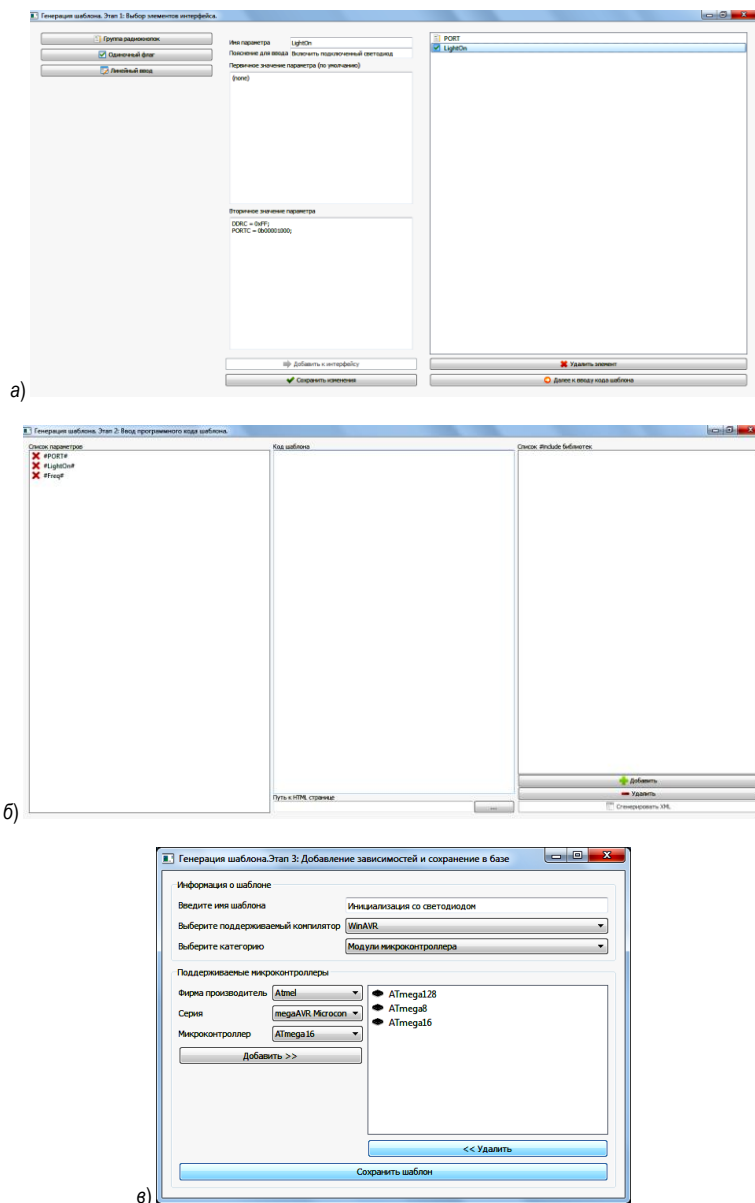 Генерация шаблона. Этап 1: Выбор элементов интерфейса.
Группа радиокнопок
Одиночный флаг
Линейный ввод
Имя параметра LightOn
Пояснение для ввода Включить подключенный светодиод
Первичное значение параметра (по умолчанию)
(none)
Вторичное значение параметра
DDRC = 0xFF;
PORTC = 0b00001000;
Добавить к интерфейсу
Сохранить изменения
PORT
LightOn
Удалить элемент
Далее к вводу кода шаблона
а)
Генерация шаблона. Этап 2: Ввод программного кода шаблона.
Список параметров
#PORT#
#LightOn#
#Freq#
Код шаблона
Путь к HTML странице
...
Список #include библиотек
Добавить
Удалить
Сгенерировать XML
б)
Генерация шаблона.Этап 3: Добавление зависимостей и сохранение в базе
Информация о шаблоне
Введите имя шаблона Инициализация со светодиодом
Выберите поддерживаемый компилятор WinAVR
Выберите категорию Модули микроконтроллера
Поддерживаемые микроконтроллеры
Фирма производитель Atmel
Серия megaAVR Microcon
Микроконтроллер ATmega16
Добавить >>
ATmega128
ATmega8
ATmega16
<< Удалить
Сохранить шаблон
в)